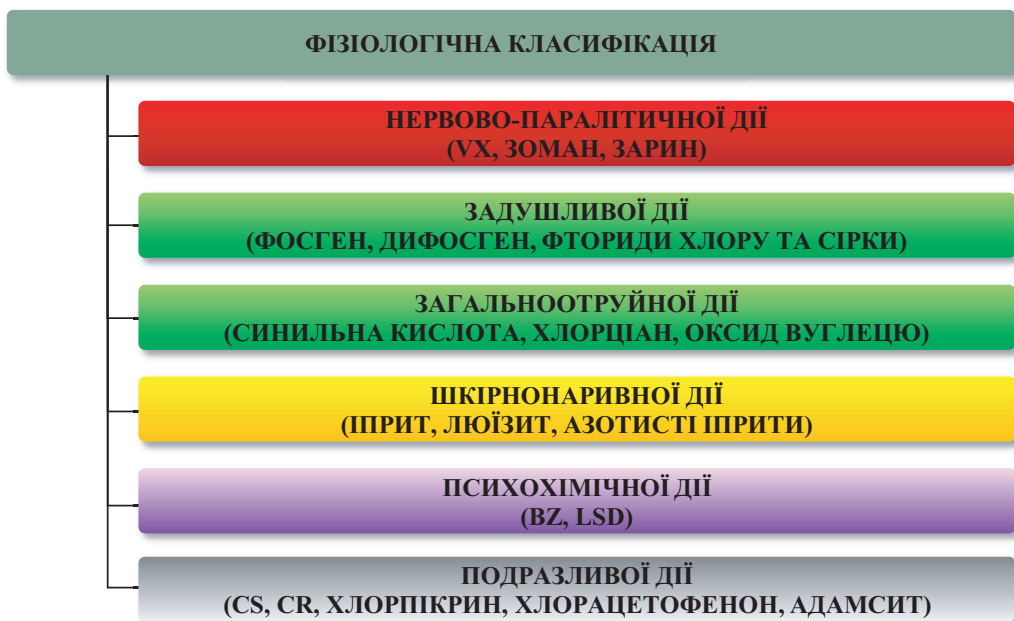 ФІЗІОЛОГІЧНА КЛАСИФІКАЦІЯ
НЕРВОВО-ПАРАЛІТИЧНОЇ ДІЇ
(VX, ЗОМАН, ЗАРИН)
ЗАДУШЛИВОЇ ДІЇ
(ФОСГЕН, ДИФОСГЕН, ФТОРИДИ ХЛОРУ ТА СІРКИ)
ЗАГАЛЬНООТРУЙНОЇ ДІЇ
(СИНИЛЬНА КИСЛОТА, ХЛОРЦІАН, ОКСИД ВУГЛЕЦЮ)
ШКІРНОНАРИВНОЇ ДІЇ
(ІПРИТ, ЛЮЇЗИТ, АЗОТИСТІ ІПРИТИ)
ПСИХОХІМІЧНОЇ ДІЇ
(BZ, LSD)
ПОДРАЗЛИВОЇ ДІЇ
(CS, CR, ХЛОРПІКРИН, ХЛОРАЦЕТОФЕНОН, АДАМСИТ)